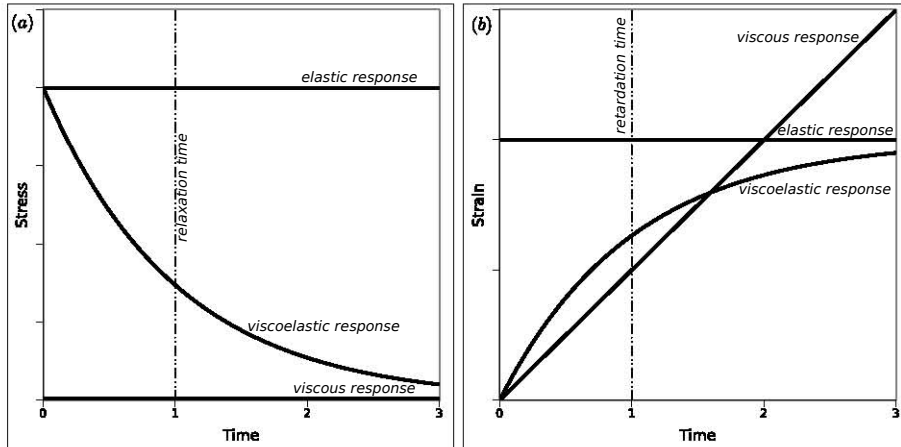 (a)
elastic response
relaxation time
Stress
viscoelastic response
viscous response
0 1 2 3
Time
(b)
viscous response
retardation time
elastic response
viscoelastic response
Strain
0 1 2 3
Time